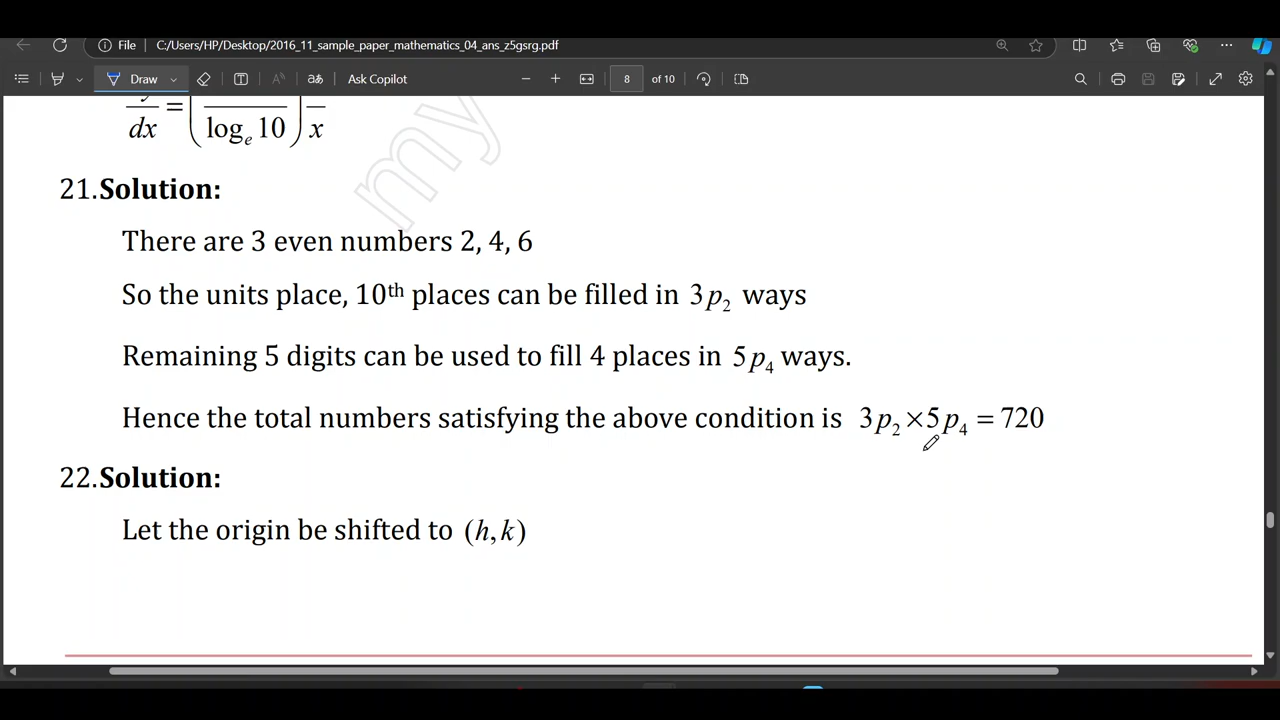 File C:/Users/HP/Desktop/2016_11_sample_paper_mathematics_04_ans_z5gsrg.pdf
Draw Ask Copilot 8 of 10
dx = ( log_e 10 ) x
my
21.Solution:
There are 3 even numbers 2, 4, 6
So the units place, 10th places can be filled in 3p₂ ways
Remaining 5 digits can be used to fill 4 places in 5p₄ ways.
Hence the total numbers satisfying the above condition is 3p₂ × 5p₄ = 720
22.Solution:
Let the origin be shifted to (h, k)